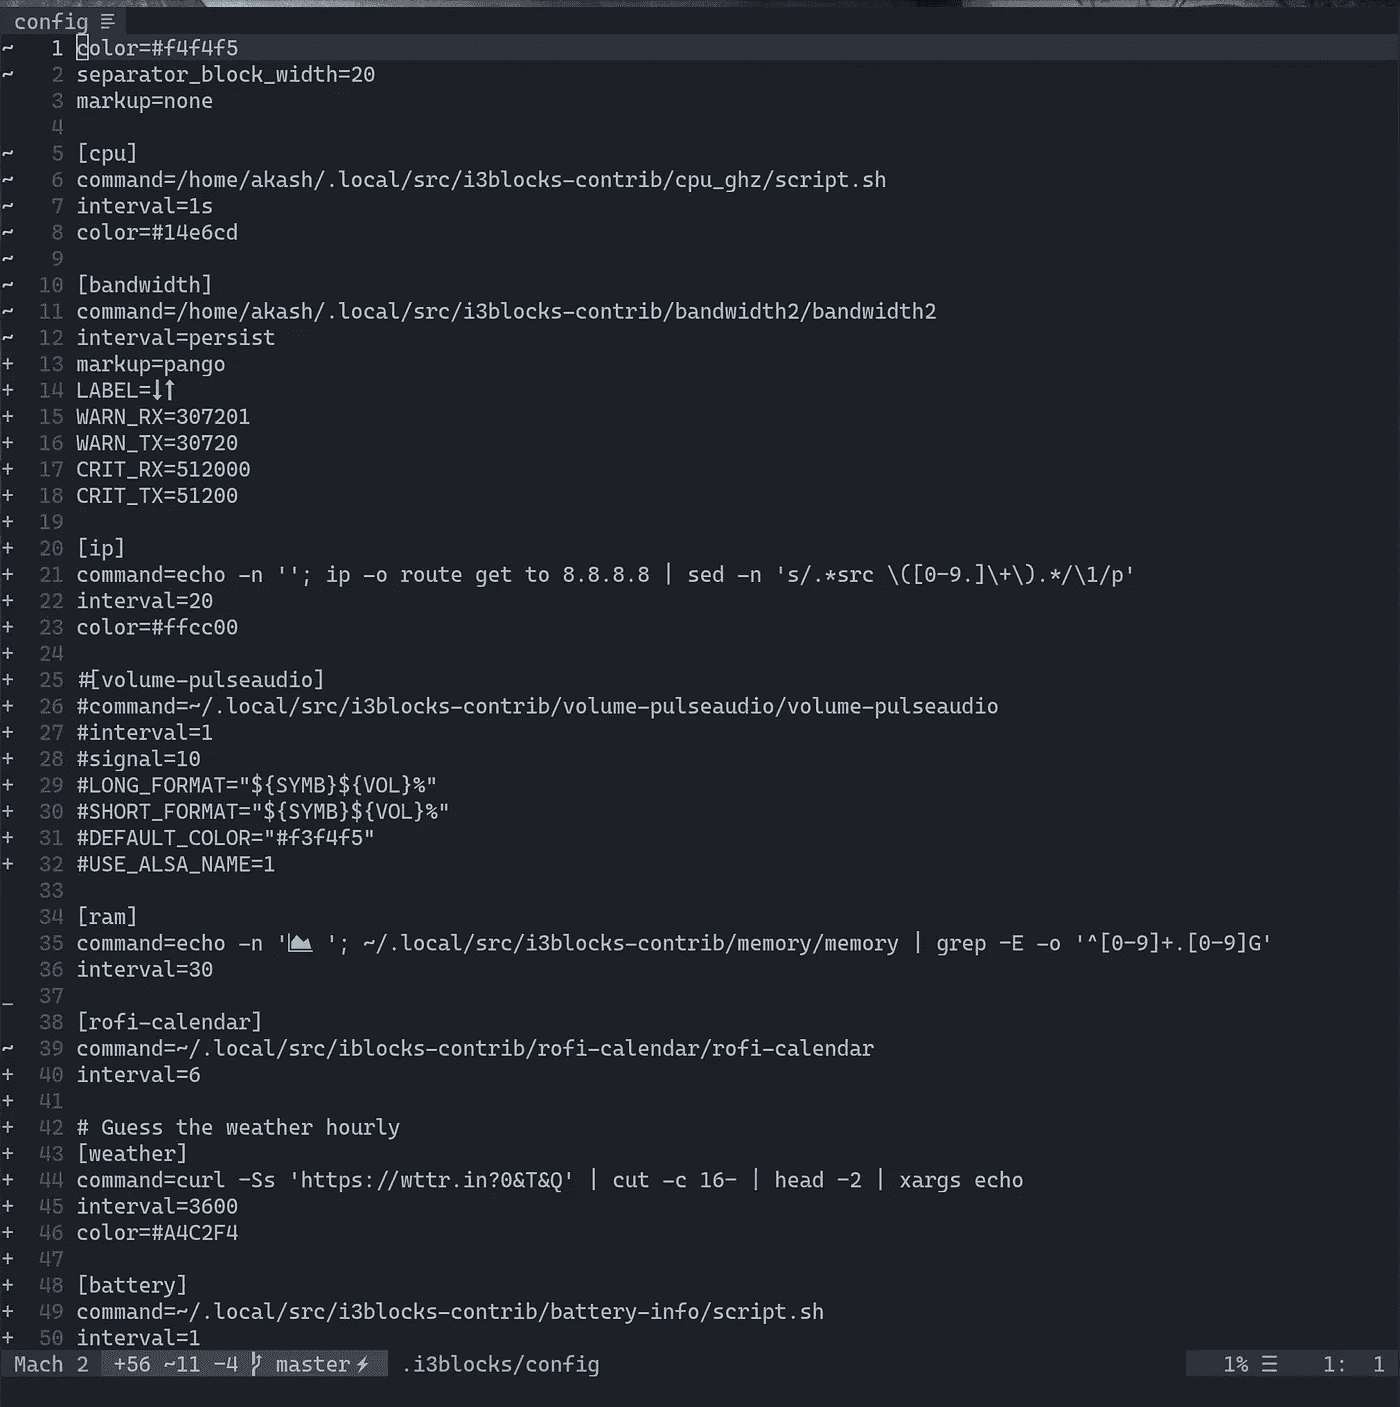 config ☰
~ 1 color=#f4f4f5
~ 2 separator_block_width=20
3 markup=none
4
~ 5 [cpu]
~ 6 command=/home/akash/.local/src/i3blocks-contrib/cpu_ghz/script.sh
~ 7 interval=1s
~ 8 color=#14e6cd
~ 9
~ 10 [bandwidth]
~ 11 command=/home/akash/.local/src/i3blocks-contrib/bandwidth2/bandwidth2
~ 12 interval=persist
+ 13 markup=pango
+ 14 LABEL=↓↑
+ 15 WARN_RX=307201
+ 16 WARN_TX=30720
+ 17 CRIT_RX=512000
+ 18 CRIT_TX=51200
+ 19
+ 20 [ip]
+ 21 command=echo -n ''; ip -o route get to 8.8.8.8 | sed -n 's/.*src \([0-9.]\+\).*/\1/p'
+ 22 interval=20
+ 23 color=#ffcc00
+ 24
+ 25 #[volume-pulseaudio]
+ 26 #command=~/.local/src/i3blocks-contrib/volume-pulseaudio/volume-pulseaudio
+ 27 #interval=1
+ 28 #signal=10
+ 29 #LONG_FORMAT="${SYMB}${VOL}%"
+ 30 #SHORT_FORMAT="${SYMB}${VOL}%"
+ 31 #DEFAULT_COLOR="#f3f4f5"
+ 32 #USE_ALSA_NAME=1
33
34 [ram]
35 command=echo -n ' '; ~/.local/src/i3blocks-contrib/memory/memory | grep -E -o '^[0-9]+.[0-9]G'
36 interval=30
_ 37
38 [rofi-calendar]
~ 39 command=~/.local/src/iblocks-contrib/rofi-calendar/rofi-calendar
+ 40 interval=6
+ 41
+ 42 # Guess the weather hourly
+ 43 [weather]
+ 44 command=curl -Ss 'https://wttr.in?0&T&Q' | cut -c 16- | head -2 | xargs echo
+ 45 interval=3600
+ 46 color=#A4C2F4
+ 47
+ 48 [battery]
+ 49 command=~/.local/src/i3blocks-contrib/battery-info/script.sh
+ 50 interval=1
Mach 2 +56 ~11 -4 master⚡ .i3blocks/config 1% ☰ 1: 1